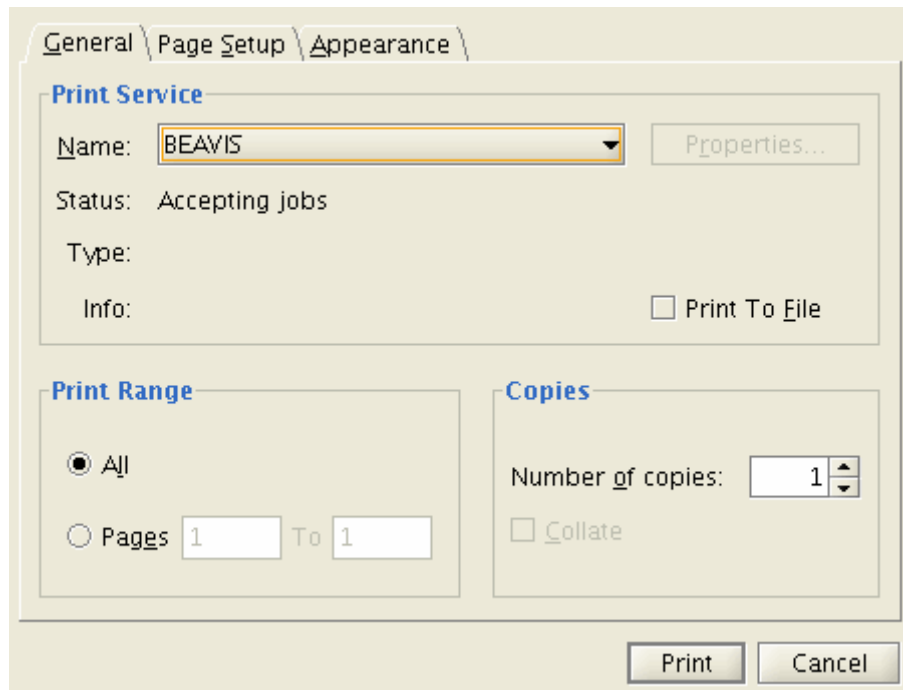 General Page Setup Appearance
Print Service
Name: BEAVIS Properties...
Status: Accepting jobs
Type:
Info: Print To File
Print Range
All
Pages 1 To 1
Copies
Number of copies: 1
Collate
Print Cancel